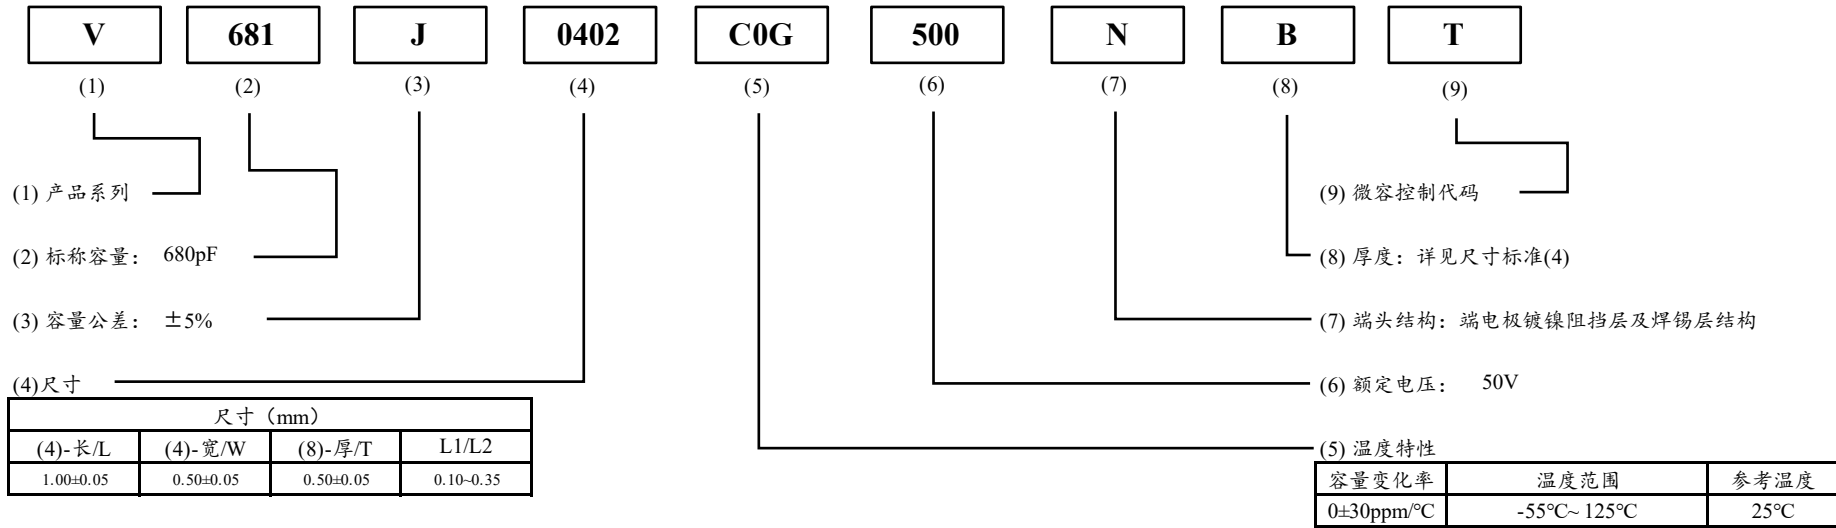 V 681 J 0402 C0G 500 N B T
(1) (2) (3) (4) (5) (6) (7) (8) (9)
(1) 产品系列
(2) 标称容量： 680pF
(3) 容量公差： ±5%
(4)尺寸
尺寸（mm）
(4)-长/L (4)-宽/W (8)-厚/T L1/L2
1.00±0.05 0.50±0.05 0.50±0.05 0.10~0.35
(9) 微容控制代码
(8) 厚度：详见尺寸标准(4)
(7) 端头结构：端电极镀镍阻挡层及焊锡层结构
(6) 额定电压： 50V
(5) 温度特性
容量变化率 温度范围 参考温度
0±30ppm/℃ -55℃~ 125℃ 25℃